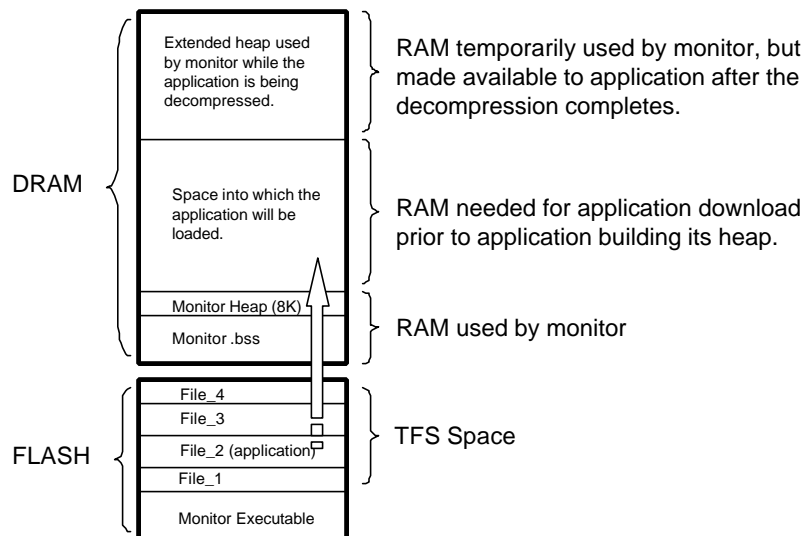 Extended heap used
by monitor while the
application is being
decompressed.
RAM temporarily used by monitor, but
made available to application after the
decompression completes.
DRAM
Space into which the
application will be
loaded.
RAM needed for application download
prior to application building its heap.
Monitor Heap (8K)
Monitor .bss
RAM used by monitor
File_4
File_3
File_2 (application)
File_1
TFS Space
FLASH
Monitor Executable